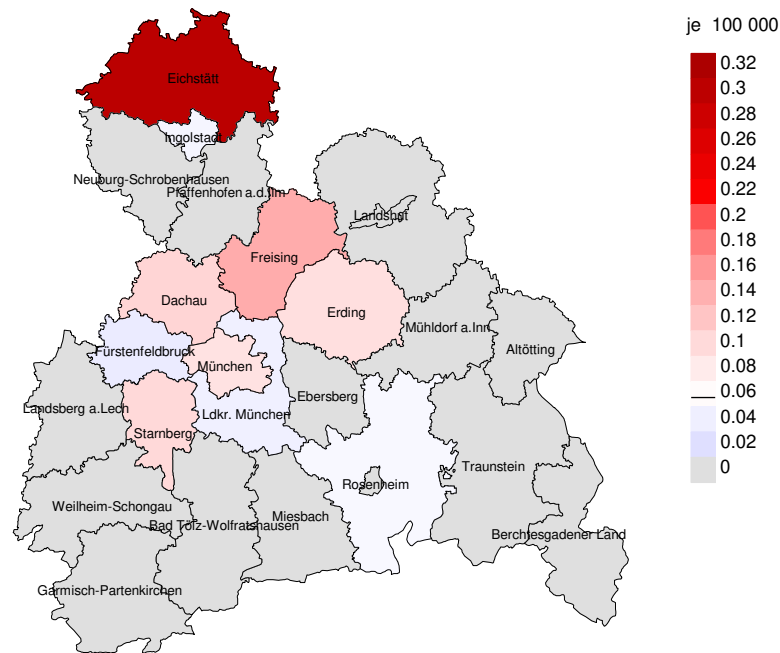 je 100 000
0.32
0.3
0.28
0.26
0.24
0.22
0.2
0.18
0.16
0.14
0.12
0.1
0.08
0.06
0.04
0.02
0
Eichstätt
Ingolstadt
Neuburg-Schrobenhausen
Pfaffenhofen a.d.Ilm
Landshut
Freising
Dachau
Erding
Mühldorf a.Inn
Altötting
Fürstenfeldbruck
München
Ebersberg
Landsberg a.Lech
Ldkr. München
Starnberg
Traunstein
Rosenheim
Weilheim-Schongau
Miesbach
Bad Tölz-Wolfratshausen
Berchtesgadener Land
Garmisch-Partenkirchen